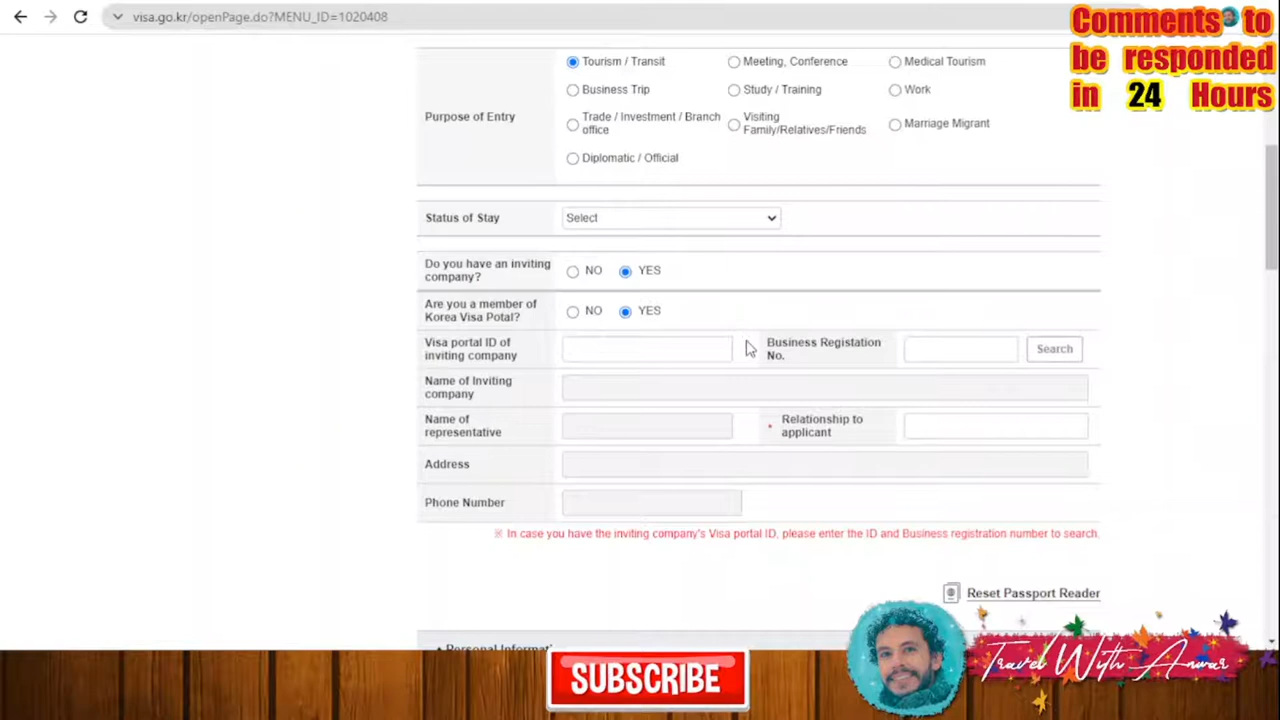 visa.go.kr/openPage.do?MENU_ID=1020408
Comments to
be responded
in 24 Hours
Purpose of Entry
Tourism / Transit
Meeting, Conference
Medical Tourism
Business Trip
Study / Training
Work
Trade / Investment / Branch
office
Visiting
Family/Relatives/Friends
Marriage Migrant
Diplomatic / Official
Status of Stay
Select
Do you have an inviting
company?
NO
YES
Are you a member of
Korea Visa Potal?
NO
YES
Visa portal ID of
inviting company
Business Registation
No.
Search
Name of Inviting
company
Name of
representative
* Relationship to
applicant
Address
Phone Number
※ In case you have the inviting company's Visa portal ID, please enter the ID and Business registration number to search.
Reset Passport Reader
SUBSCRIBE
Travel With Anwar